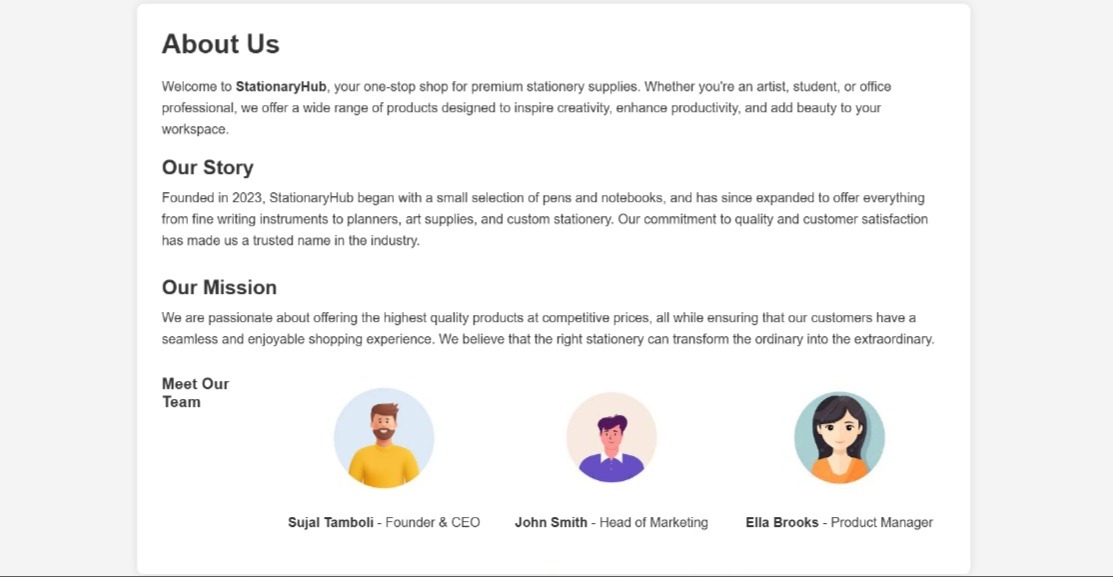 About Us
Welcome to StationaryHub, your one-stop shop for premium stationery supplies. Whether you're an artist, student, or office
professional, we offer a wide range of products designed to inspire creativity, enhance productivity, and add beauty to your
workspace.
Our Story
Founded in 2023, StationaryHub began with a small selection of pens and notebooks, and has since expanded to offer everything
from fine writing instruments to planners, art supplies, and custom stationery. Our commitment to quality and customer satisfaction
has made us a trusted name in the industry.
Our Mission
We are passionate about offering the highest quality products at competitive prices, all while ensuring that our customers have a
seamless and enjoyable shopping experience. We believe that the right stationery can transform the ordinary into the extraordinary.
Meet Our
Team
Sujal Tamboli - Founder & CEO
John Smith - Head of Marketing
Ella Brooks - Product Manager